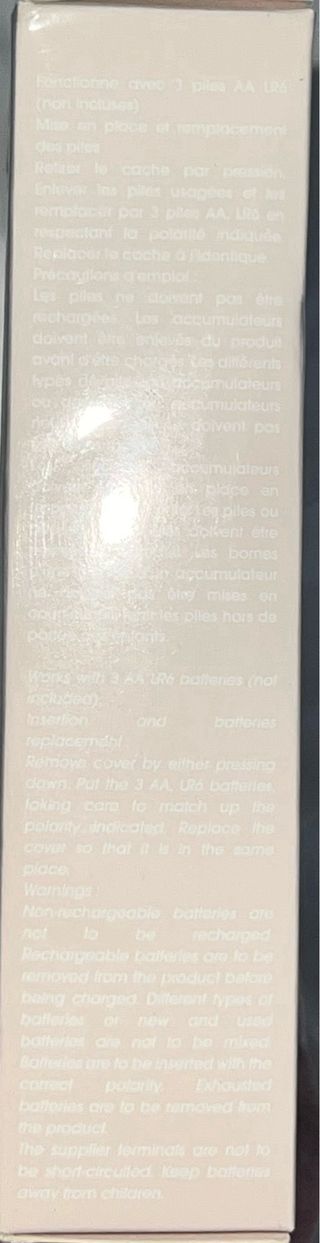 Fonctionne avec 3 piles AA LR6
(non incluses)
Mise en place et remplacement
des piles
Retirer le cache par pression.
Enlever les piles usagées et les
remplacer par 3 piles AA, LR6 en
respectant la polarité indiquée.
Replacer le cache à l'identique
Précautions d'emploi :
Les piles ne doivent pas être
rechargées. Les accumulateurs
doivent être enlevés du produit
avant d'être chargés. Les différents
types de accumulateurs
ou accumulateurs
doivent pas
accumulateurs
place en
les piles ou
doivent être
Les bornes
accumulateur
ne pas être mises en
les piles hors de
portée des enfants.
Works with 3 AA LR6 batteries (not
included).
Insertion and batteries
replacement :
Remove cover by either pressing
down. Put the 3 AA, LR6 batteries,
taking care to match up the
polarity indicated. Replace the
cover so that it is in the same
place.
Warnings :
Non-rechargeable batteries are
not to be recharged.
Rechargeable batteries are to be
removed from the product before
being charged. Different types of
batteries or new and used
batteries are not to be mixed.
Batteries are to be inserted with the
correct polarity. Exhausted
batteries are to be removed from
the product.
The supplier terminals are not to
be short-circuited. Keep batteries
away from children.